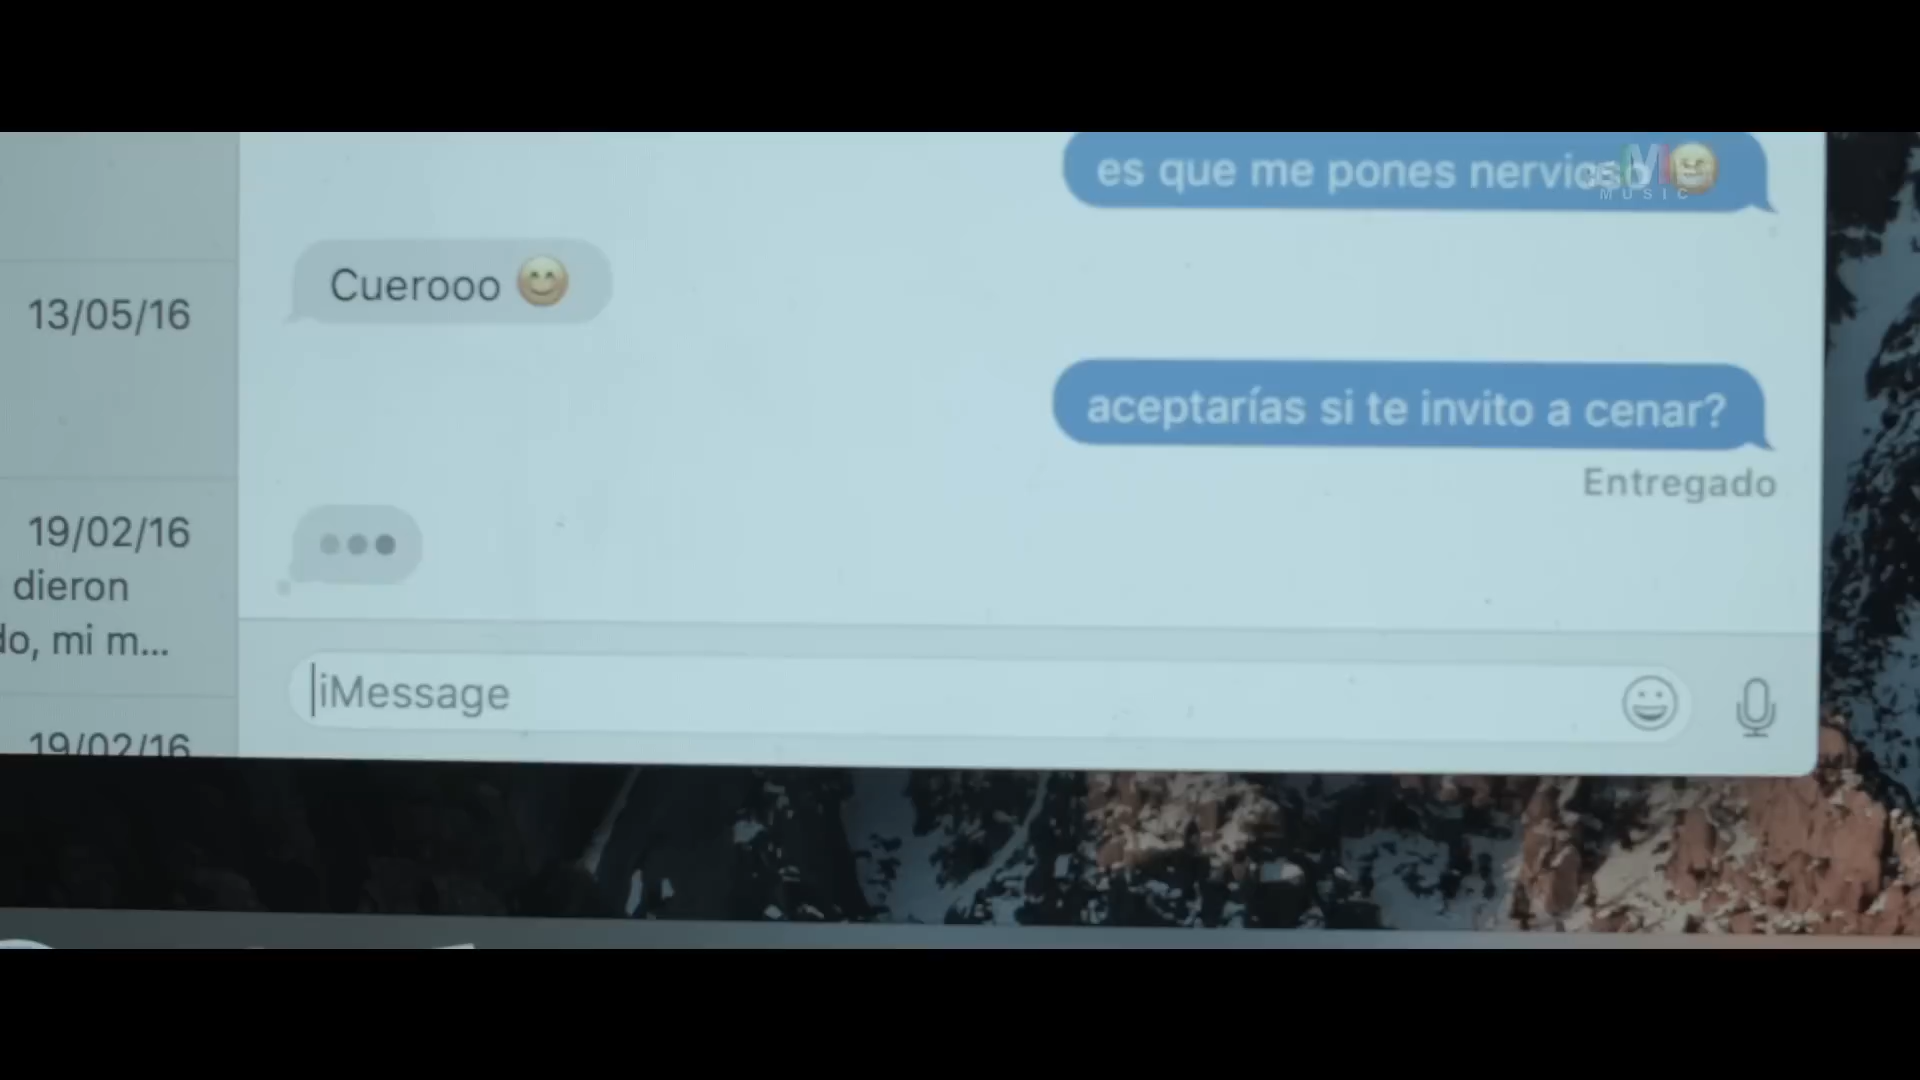 es que me pones nervioso
MUSIC
Cuerooo
13/05/16
aceptarías si te invito a cenar?
Entregado
19/02/16
dieron
do, mi m...
iMessage
19/02/16